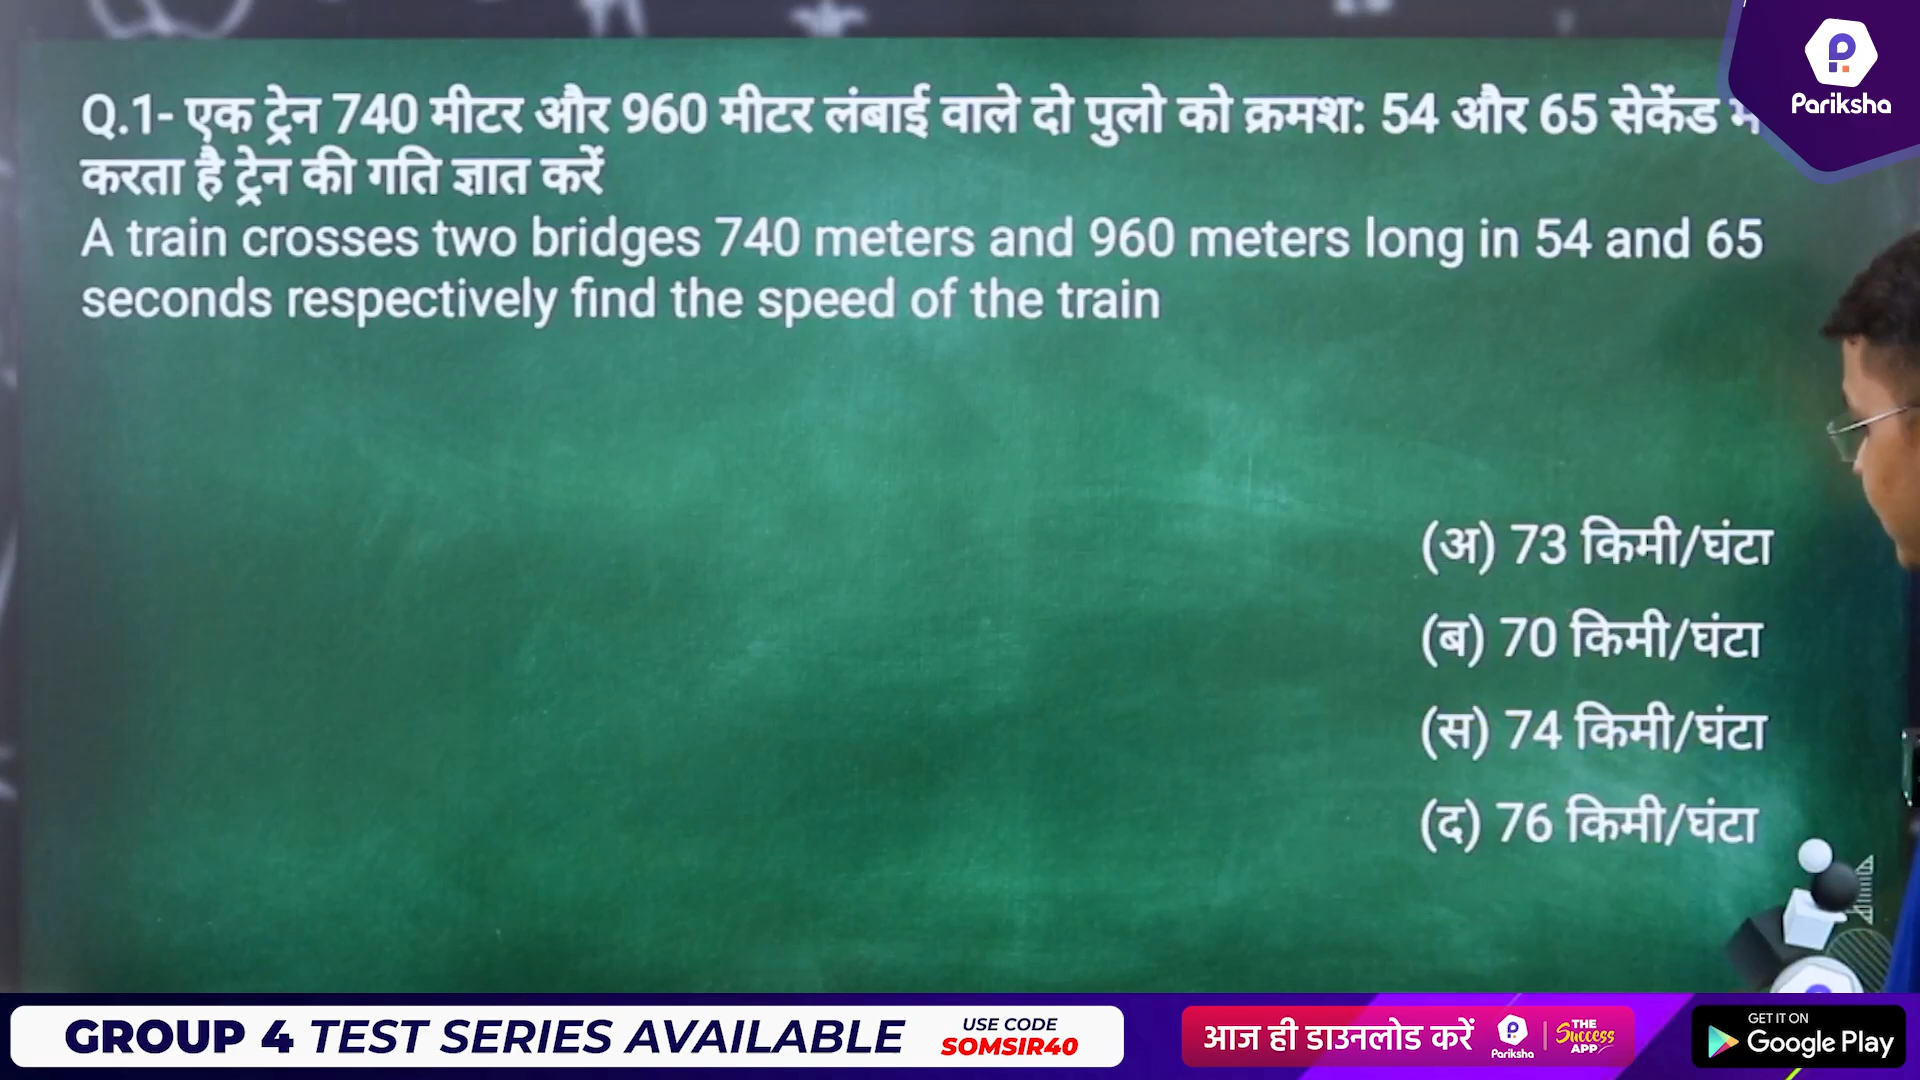 Pariksha
Q.1- एक ट्रेन 740 मीटर और 960 मीटर लंबाई वाले दो पुलो को क्रमश: 54 और 65 सेकेंड
करता है ट्रेन की गति ज्ञात करें
A train crosses two bridges 740 meters and 960 meters long in 54 and 65
seconds respectively find the speed of the train
(अ) 73 किमी/घंटा
(ब) 70 किमी/घंटा
(स) 74 किमी/घंटा
(द) 76 किमी/घंटा
GROUP 4 TEST SERIES AVAILABLE
USE CODE
SOMSIR40
आज ही डाउनलोड करें
Pariksha
THE
Success
APP
GET IT ON
Google Play